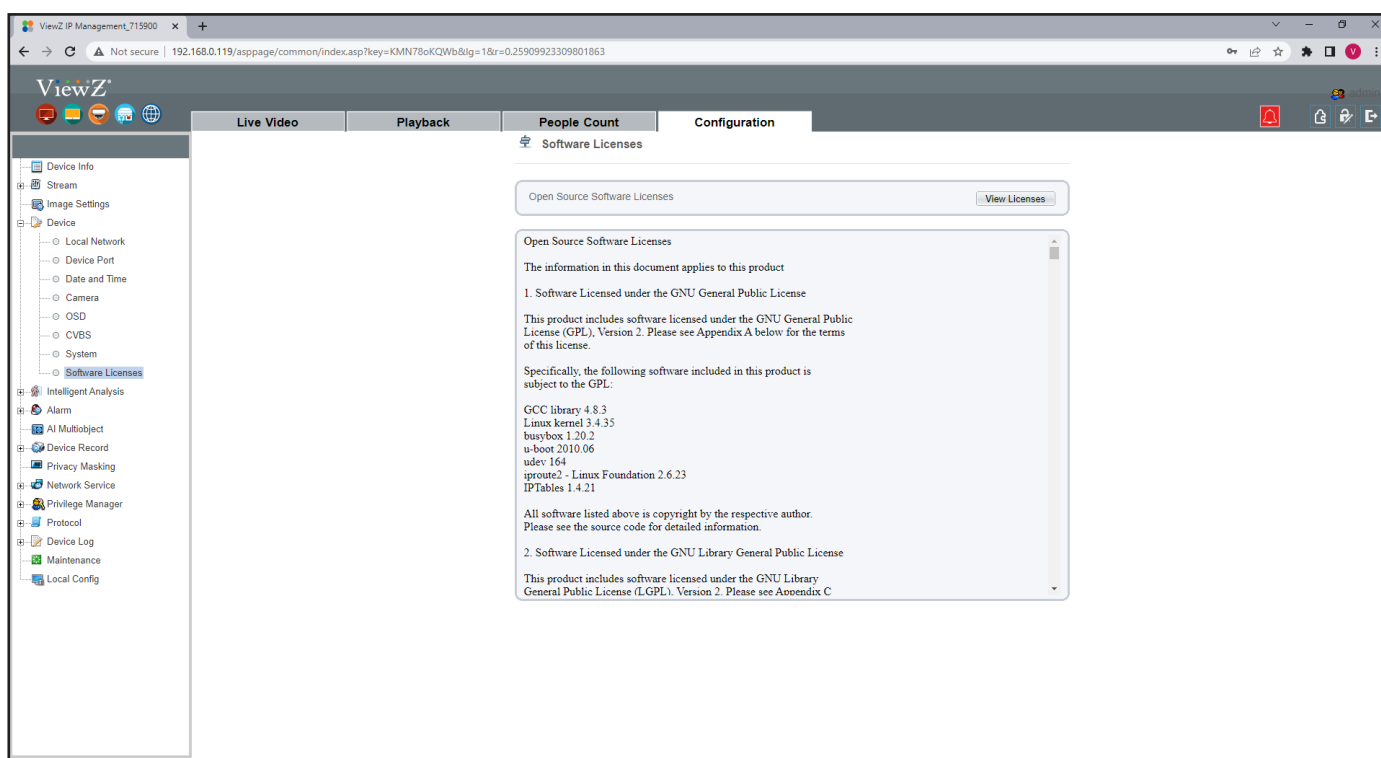 ViewZ IP Management_715900
Not secure | 192.168.0.119/asppage/common/index.asp?key=KMN78oKQWb&lg=1&r=0.25909923309801863
V
ViewZ
admin
Live Video
Playback
People Count
Configuration
Device Info
Stream
Image Settings
Device
Local Network
Device Port
Date and Time
Camera
OSD
CVBS
System
Software Licenses
Intelligent Analysis
Alarm
AI Multiobject
Device Record
Privacy Masking
Network Service
Privilege Manager
Protocol
Device Log
Maintenance
Local Config
Software Licenses
Open Source Software Licenses
View Licenses
Open Source Software Licenses
The information in this document applies to this product
1. Software Licensed under the GNU General Public License
This product includes software licensed under the GNU General Public
License (GPL), Version 2. Please see Appendix A below for the terms
of this license.
Specifically, the following software included in this product is
subject to the GPL:
GCC library 4.8.3
Linux kernel 3.4.35
busybox 1.20.2
u-boot 2010.06
udev 164
iproute2 - Linux Foundation 2.6.23
IPTables 1.4.21
All software listed above is copyright by the respective author.
Please see the source code for detailed information.
2. Software Licensed under the GNU Library General Public License
This product includes software licensed under the GNU Library
General Public License (LGPL), Version 2. Please see Appendix C